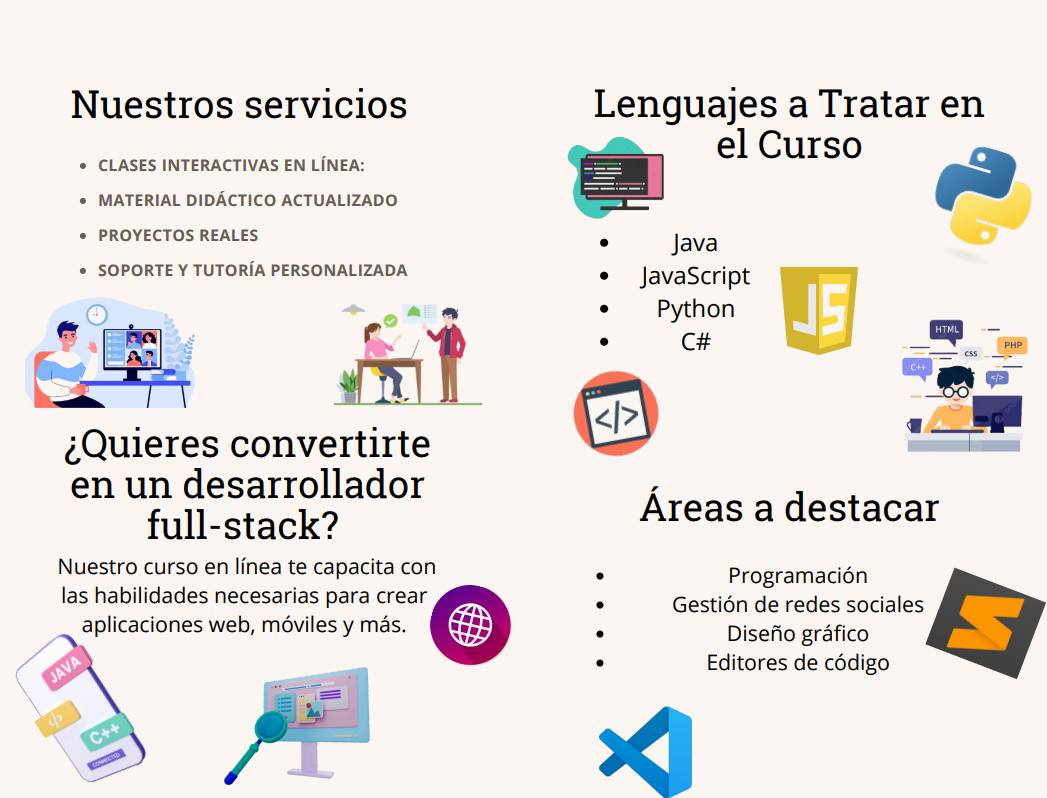 Nuestros servicios
• CLASES INTERACTIVAS EN LÍNEA:
• MATERIAL DIDÁCTICO ACTUALIZADO
• PROYECTOS REALES
• SOPORTE Y TUTORÍA PERSONALIZADA
¿Quieres convertirte
en un desarrollador
full-stack?
Nuestro curso en línea te capacita con
las habilidades necesarias para crear
aplicaciones web, móviles y más.
JAVA
</>
C++
CONNECTED
Lenguajes a Tratar en
el Curso
• Java
• JavaScript
• Python
• C#
JS
</>
HTML
PHP
CSS
C++
</>
Áreas a destacar
• Programación
• Gestión de redes sociales
• Diseño gráfico
• Editores de código